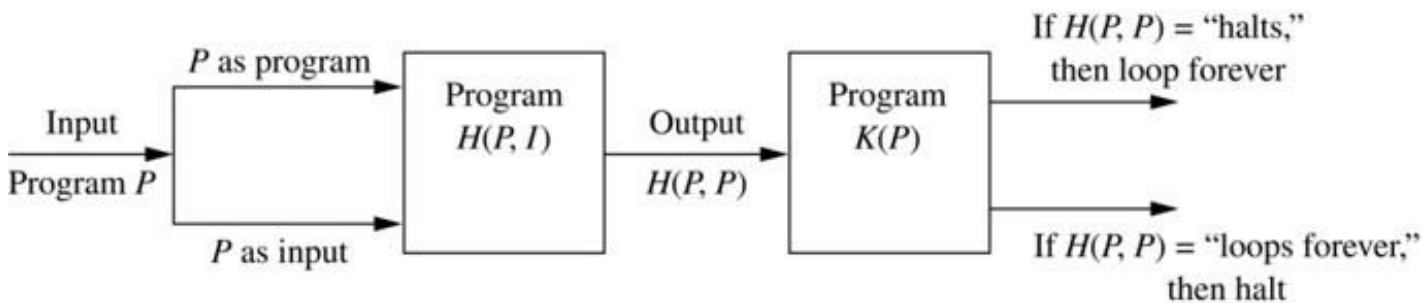 Input
Program P
P as program
P as input
Program
H(P, I)
Output
H(P, P)
Program
K(P)
If H(P, P) = “halts,”
then loop forever
If H(P, P) = “loops forever,”
then halt